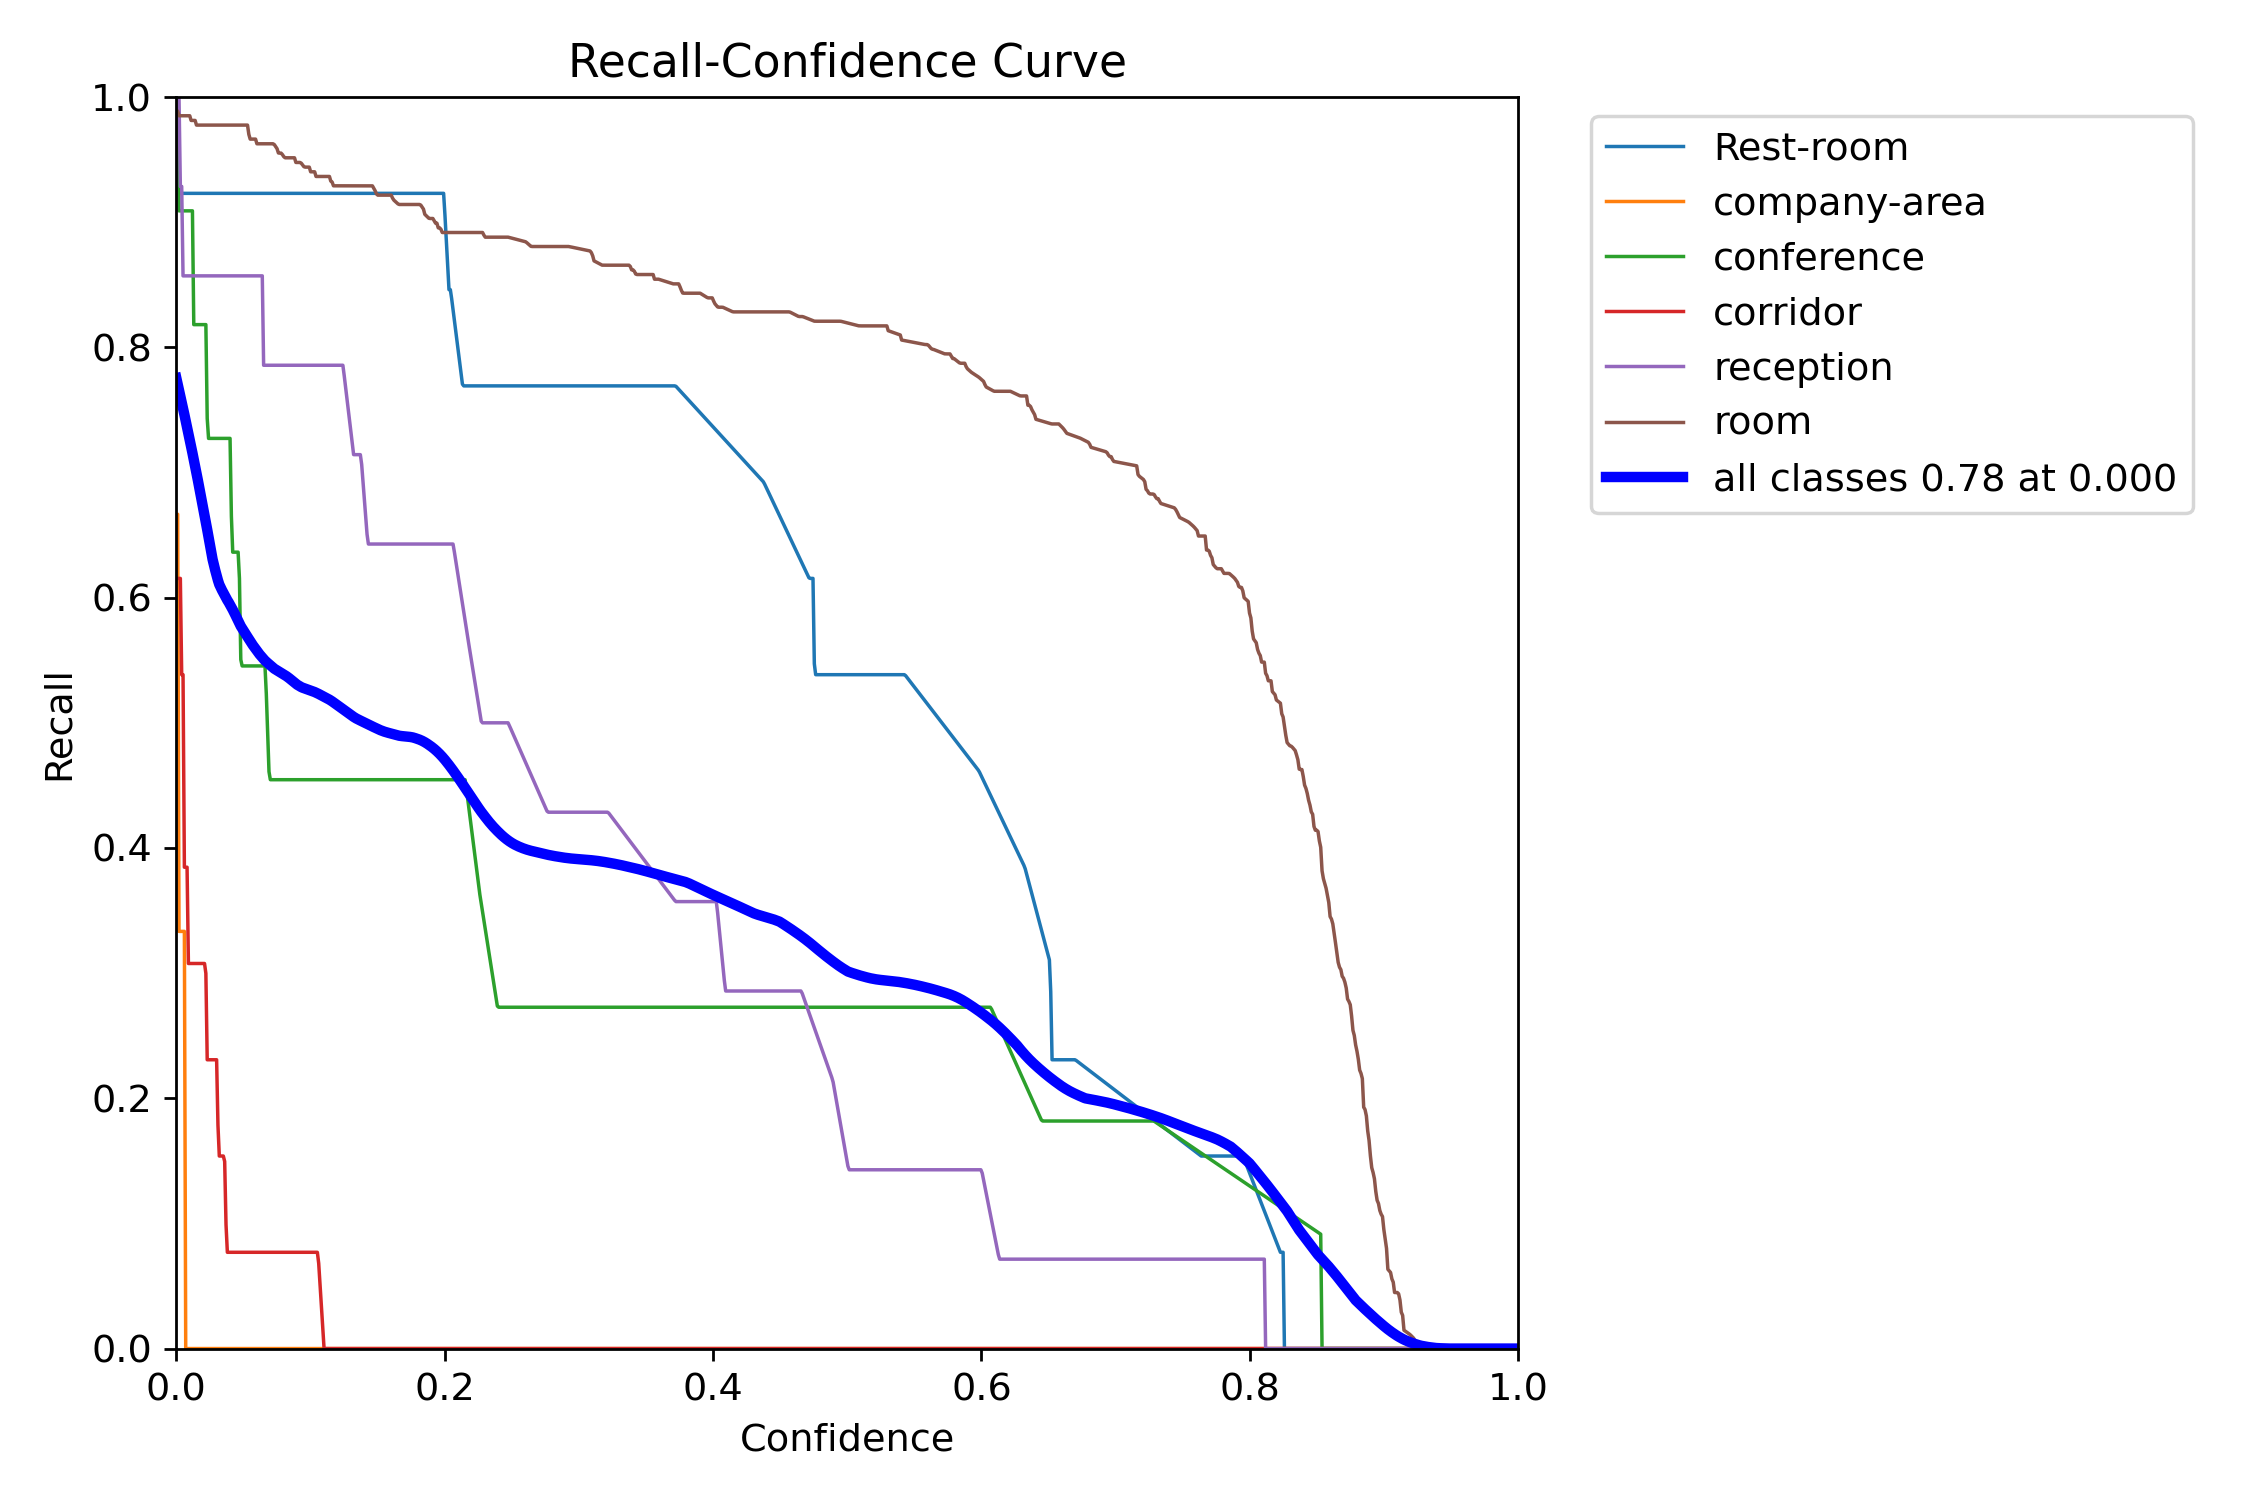 Recall-Confidence Curve
1.0
0.8
0.6
0.4
0.2
0.0
Recall
0.0 0.2 0.4 0.6 0.8 1.0
Confidence
Rest-room
company-area
conference
corridor
reception
room
all classes 0.78 at 0.000